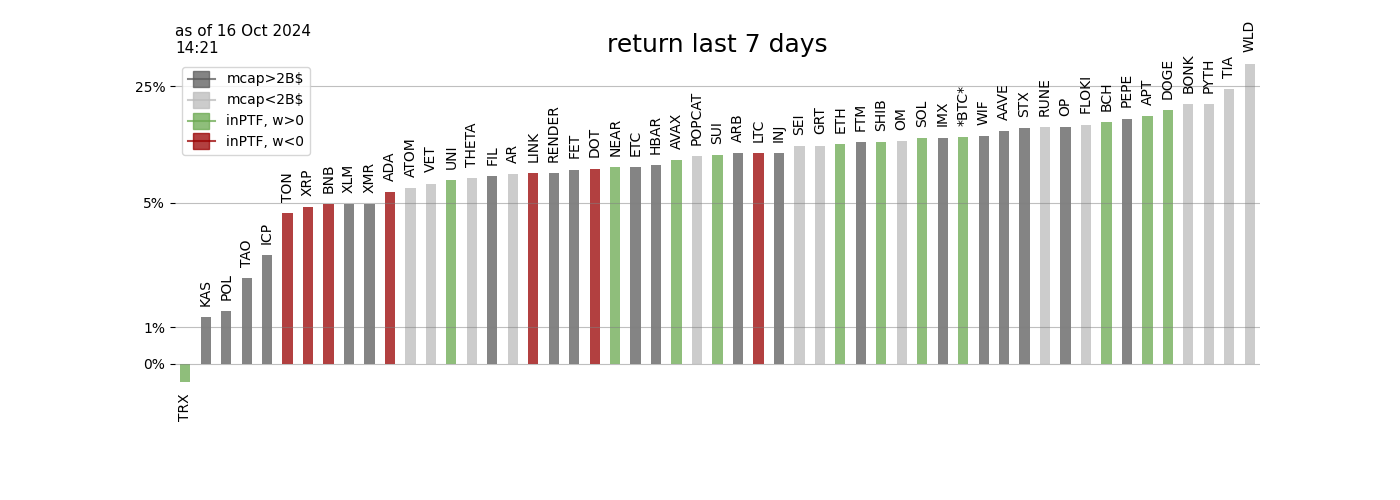 as of 16 Oct 2024
14:21
return last 7 days
mcap>2B$
mcap<2B$
inPTF, w>0
inPTF, w<0
25%
5%
1%
0%
TRX
KAS
POL
TAO
ICP
TON
XRP
BNB
XLM
XMR
ADA
ATOM
VET
UNI
THETA
FIL
AR
LINK
RENDER
FET
DOT
NEAR
ETC
HBAR
AVAX
POPCAT
SUI
ARB
LTC
INJ
SEI
GRT
ETH
FTM
SHIB
OM
SOL
IMX
*BTC*
WIF
AAVE
STX
RUNE
OP
FLOKI
BCH
PEPE
APT
DOGE
BONK
PYTH
TIA
WLD